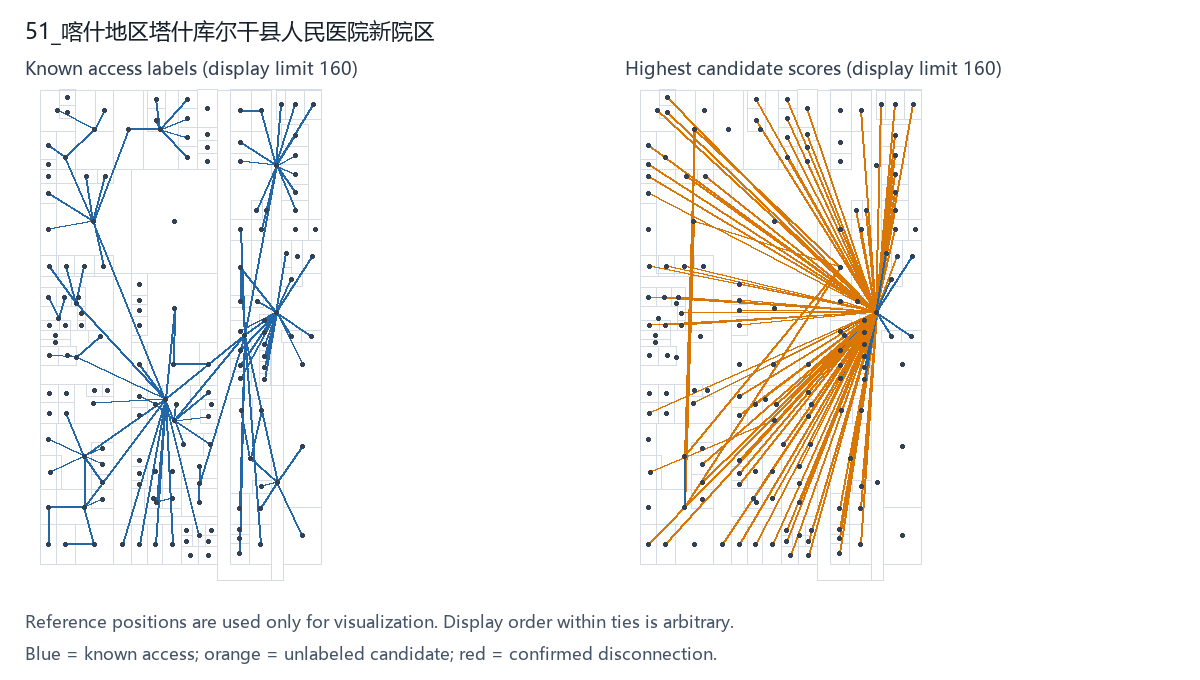 51_喀什地区塔什库尔干县人民医院新院区
Known access labels (display limit 160)
Highest candidate scores (display limit 160)
Reference positions are used only for visualization. Display order within ties is arbitrary.
Blue = known access; orange = unlabeled candidate; red = confirmed disconnection.